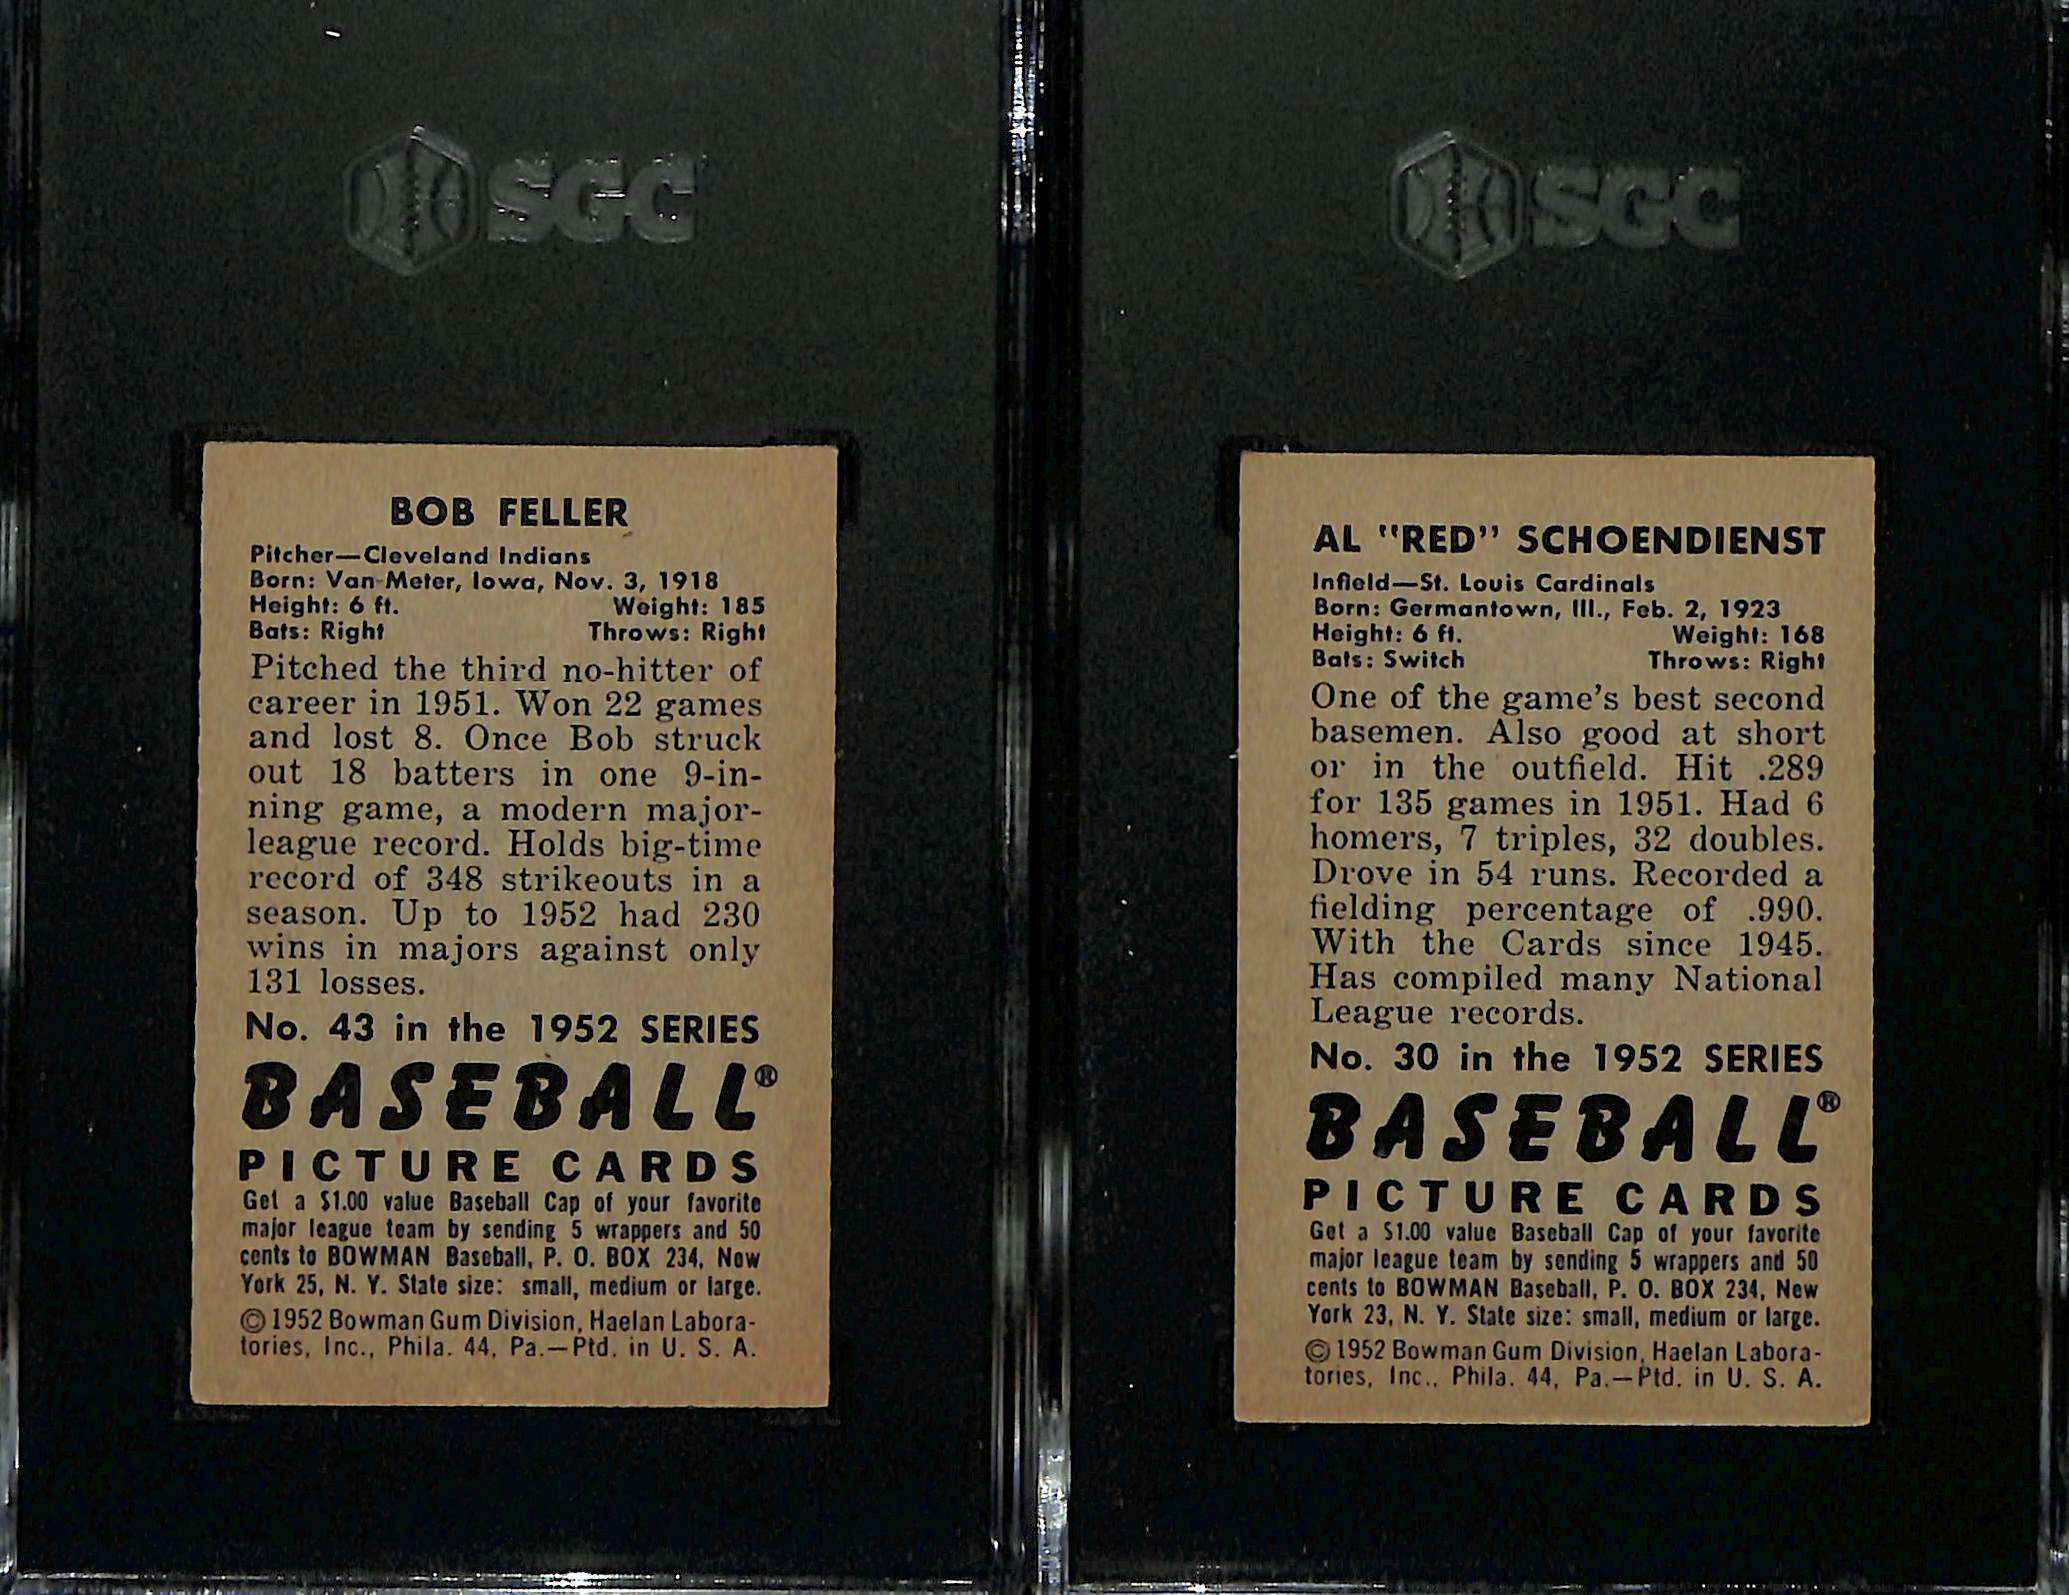 SGC
BOB FELLER
Pitcher—Cleveland Indians
Born: Van Meter, Iowa, Nov. 3, 1918
Height: 6 ft. Weight: 185
Bats: Right Throws: Right
Pitched the third no-hitter of
career in 1951. Won 22 games
and lost 8. Once Bob struck
out 18 batters in one 9-in-
ning game, a modern major-
league record. Holds big-time
record of 348 strikeouts in a
season. Up to 1952 had 230
wins in majors against only
131 losses.
No. 43 in the 1952 SERIES
BASEBALL®
PICTURE CARDS
Get a $1.00 value Baseball Cap of your favorite
major league team by sending 5 wrappers and 50
cents to BOWMAN Baseball, P. O. BOX 234, New
York 25, N. Y. State size: small, medium or large.
© 1952 Bowman Gum Division, Haelan Labora-
tories, Inc., Phila. 44, Pa.—Ptd. in U. S. A.
SGC
AL "RED" SCHOENDIENST
Infield—St. Louis Cardinals
Born: Germantown, Ill., Feb. 2, 1923
Height: 6 ft. Weight: 168
Bats: Switch Throws: Right
One of the game's best second
basemen. Also good at short
or in the outfield. Hit .289
for 135 games in 1951. Had 6
homers, 7 triples, 32 doubles.
Drove in 54 runs. Recorded a
fielding percentage of .990.
With the Cards since 1945.
Has compiled many National
League records.
No. 30 in the 1952 SERIES
BASEBALL®
PICTURE CARDS
Get a $1.00 value Baseball Cap of your favorite
major league team by sending 5 wrappers and 50
cents to BOWMAN Baseball, P. O. BOX 234, New
York 23, N. Y. State size: small, medium or large.
© 1952 Bowman Gum Division, Haelan Labora-
tories, Inc., Phila. 44, Pa.—Ptd. in U. S. A.